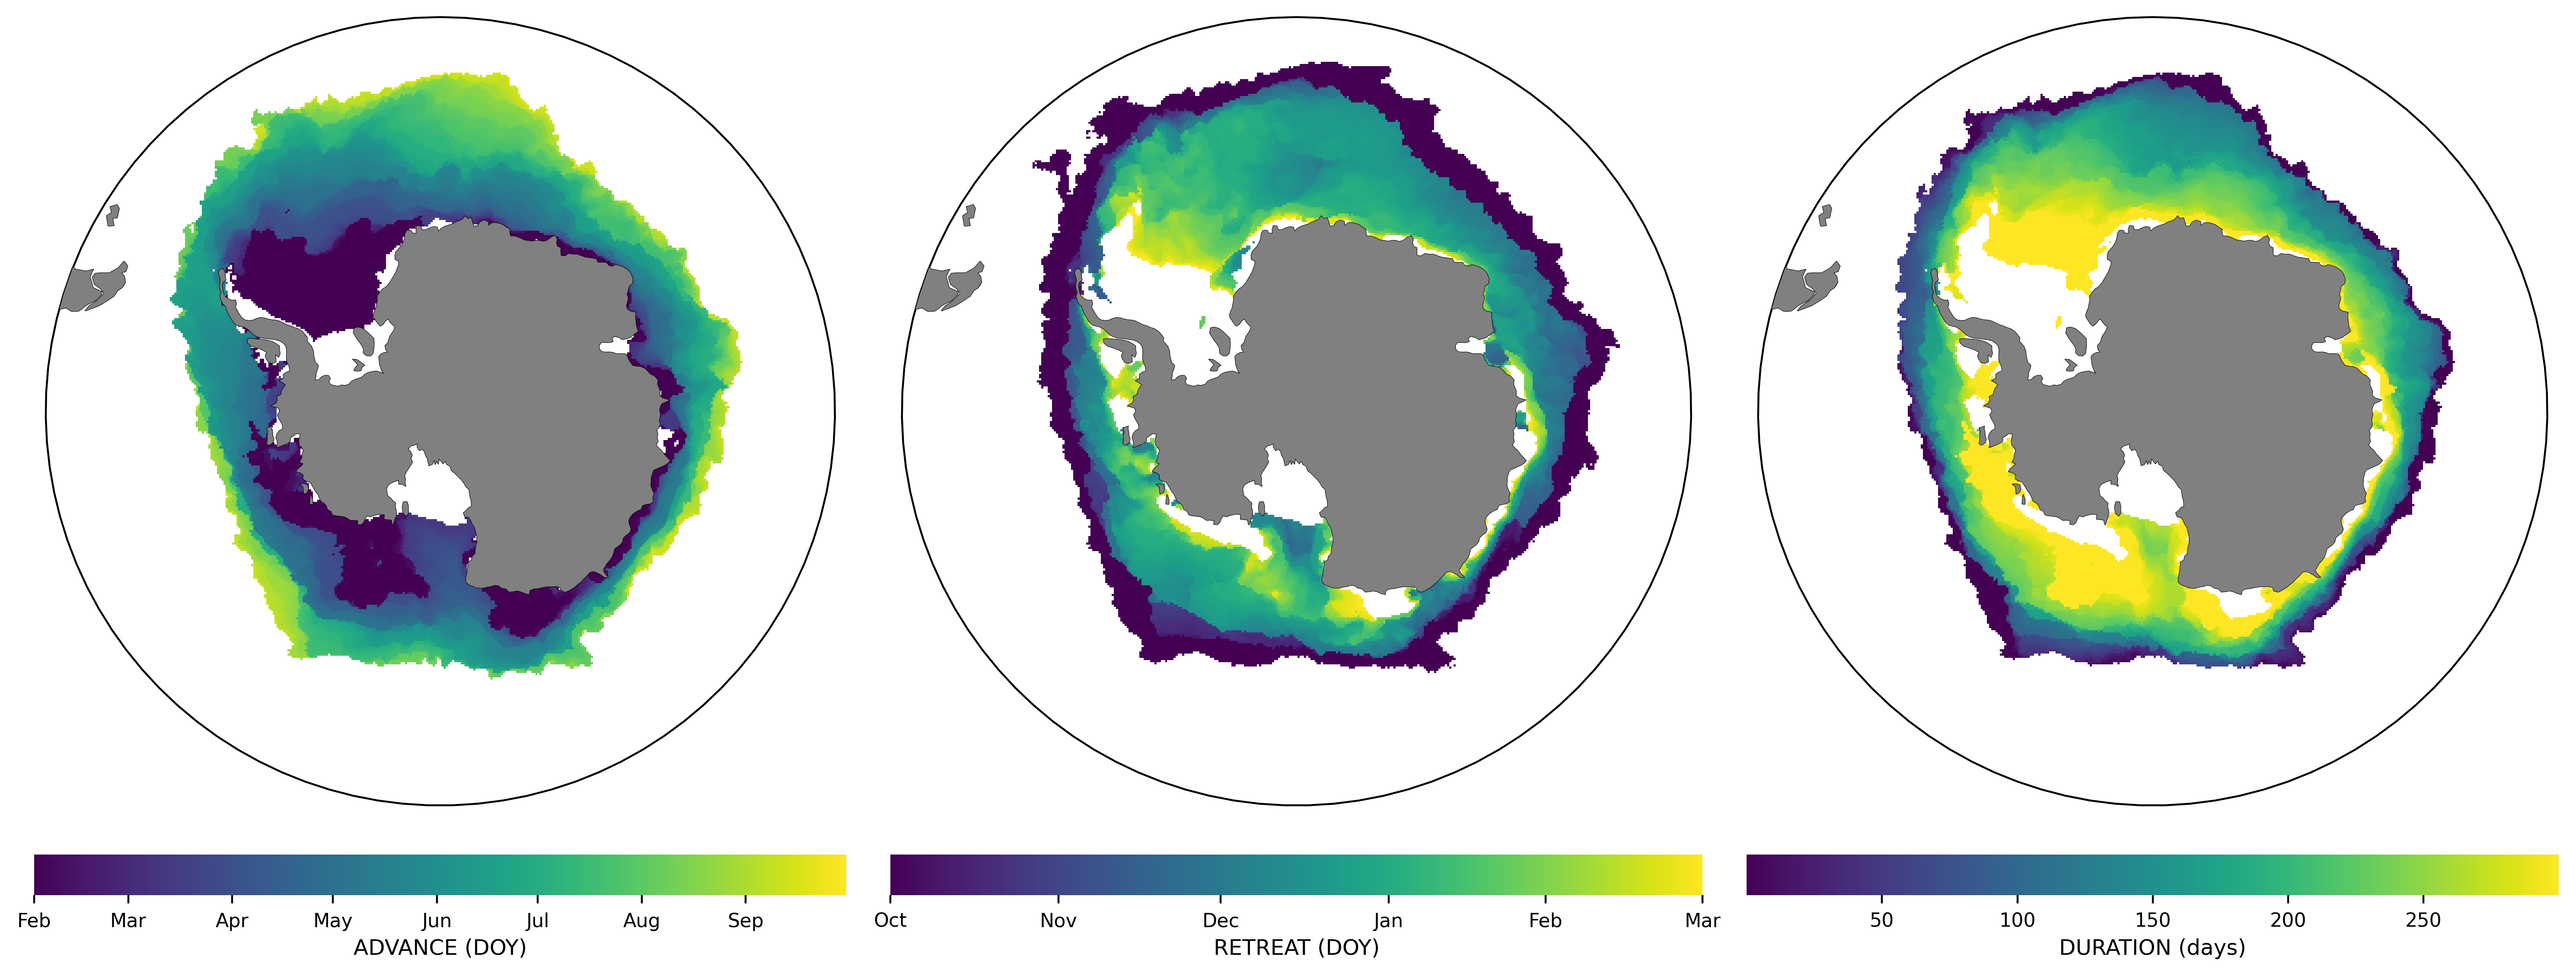 Feb Mar Apr May Jun Jul Aug Sep
ADVANCE (DOY)
Oct Nov Dec Jan Feb Mar
RETREAT (DOY)
50 100 150 200 250
DURATION (days)